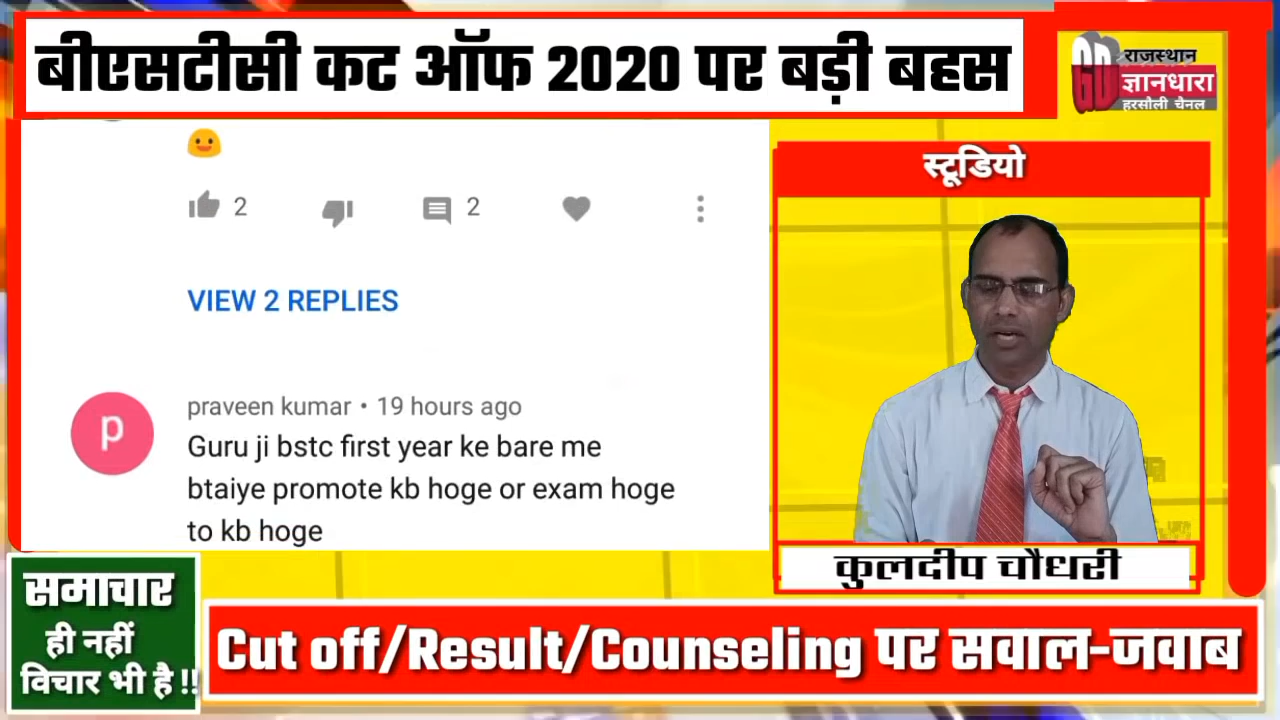 बीएसटीसी कट ऑफ 2020 पर बड़ी बहस
GD
राजस्थान
ज्ञानधारा
हरसौली चैनल
2
2
VIEW 2 REPLIES
praveen kumar • 19 hours ago
p
Guru ji bstc first year ke bare me
btaiye promote kb hoge or exam hoge
to kb hoge
स्टूडियो
कुलदीप चौधरी
समाचार
ही नहीं
विचार भी है !!
Cut off/Result/Counseling पर सवाल-जवाब